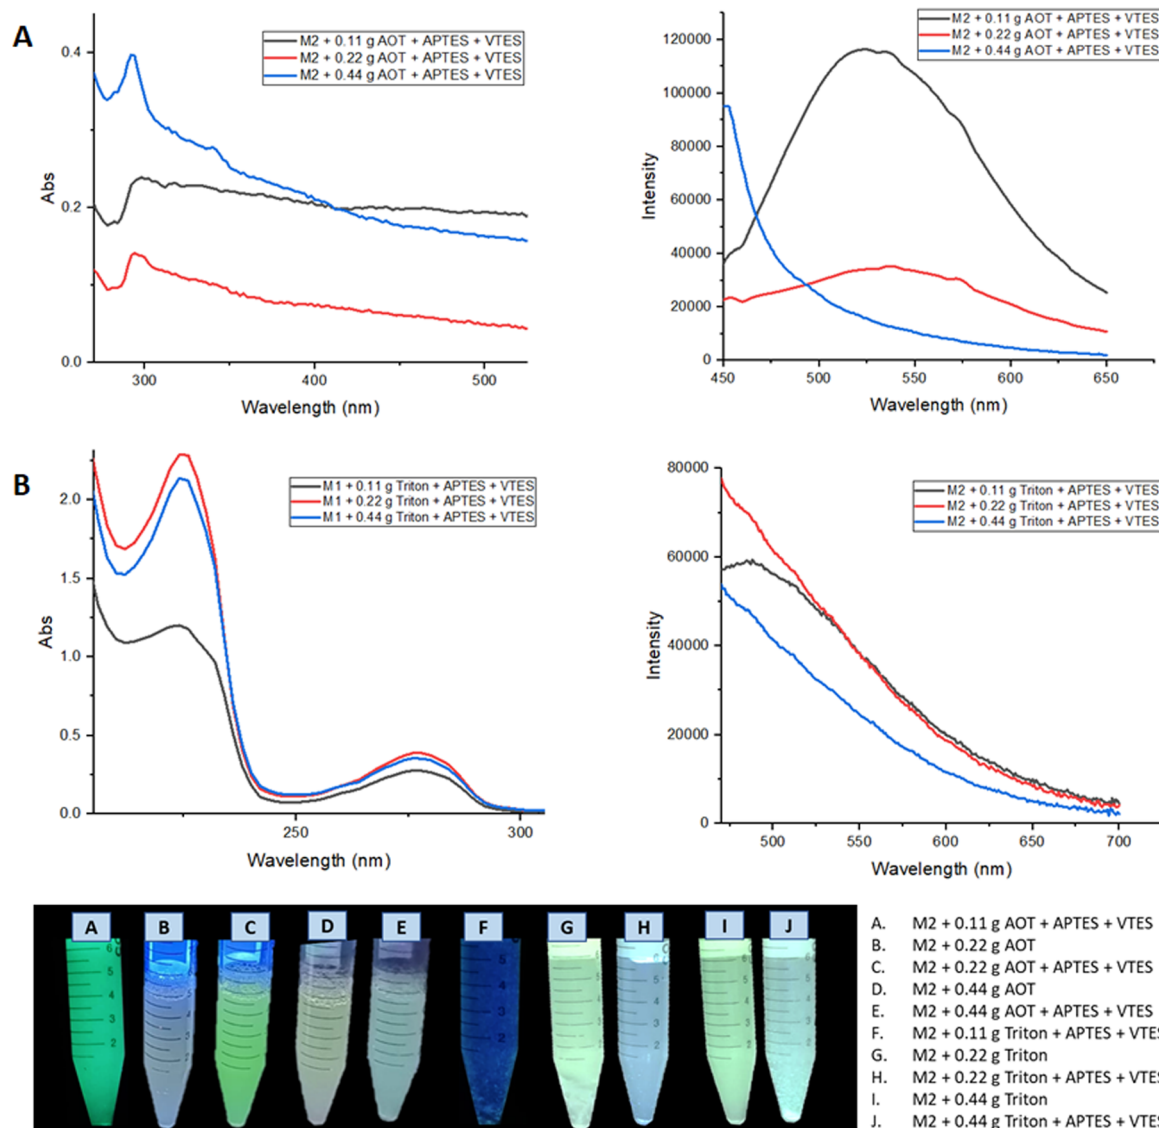 A
M2 + 0.11 g AOT + APTES + VTES
M2 + 0.22 g AOT + APTES + VTES
M2 + 0.44 g AOT + APTES + VTES
0.4
0.2
0.0
Abs
300
400
500
Wavelength (nm)
M2 + 0.11 g AOT + APTES + VTES
M2 + 0.22 g AOT + APTES + VTES
M2 + 0.44 g AOT + APTES + VTES
120000
100000
80000
60000
40000
20000
0
Intensity
450
500
550
600
650
Wavelength (nm)
B
M1 + 0.11 g Triton + APTES + VTES
M1 + 0.22 g Triton + APTES + VTES
M1 + 0.44 g Triton + APTES + VTES
2.0
1.5
1.0
0.5
0.0
Abs
250
300
Wavelength (nm)
M2 + 0.11 g Triton + APTES + VTES
M2 + 0.22 g Triton + APTES + VTES
M2 + 0.44 g Triton + APTES + VTES
80000
60000
40000
20000
0
Intensity
500
550
600
650
700
Wavelength (nm)
A B C D E F G H I J
A. M2 + 0.11 g AOT + APTES + VTES
B. M2 + 0.22 g AOT
C. M2 + 0.22 g AOT + APTES + VTES
D. M2 + 0.44 g AOT
E. M2 + 0.44 g AOT + APTES + VTES
F. M2 + 0.11 g Triton + APTES + VTES
G. M2 + 0.22 g Triton
H. M2 + 0.22 g Triton + APTES + VTES
I. M2 + 0.44 g Triton
J. M2 + 0.44 g Triton + APTES + VTES